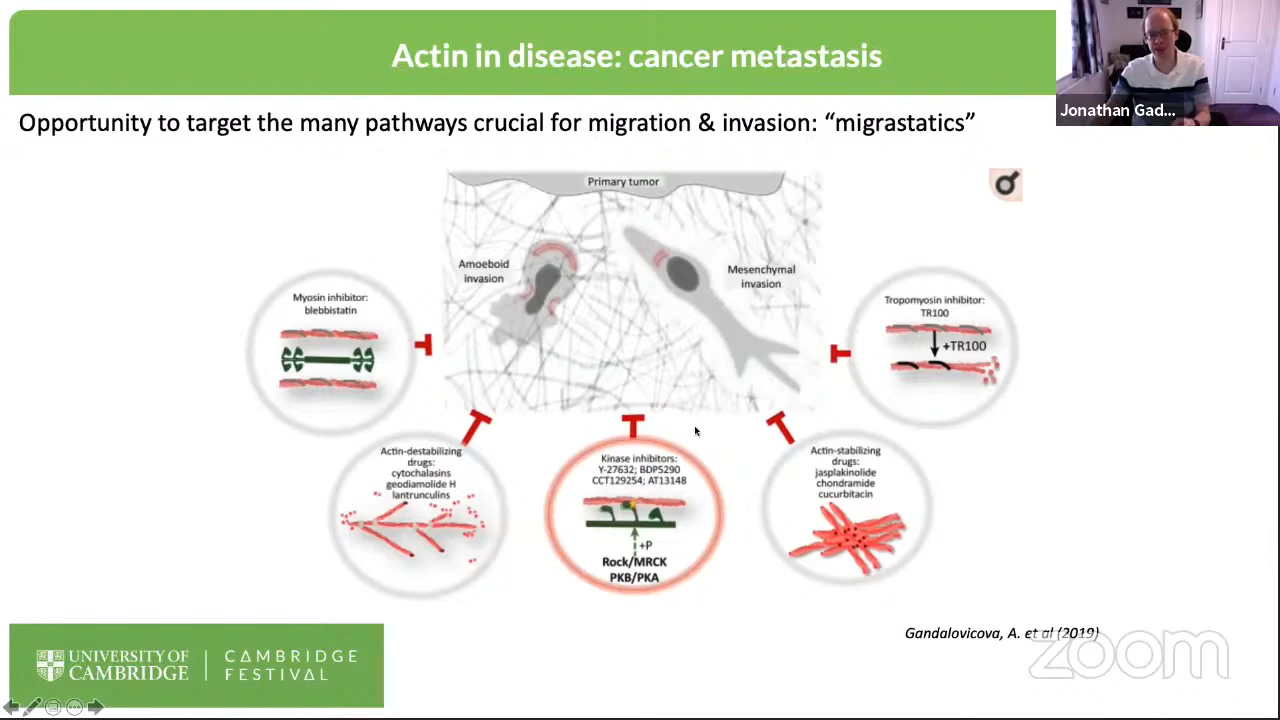 Actin in disease: cancer metastasis
Jonathan Gad...
Opportunity to target the many pathways crucial for migration & invasion: “migrastatics”
Primary tumor
Amoeboid
invasion
Mesenchymal
invasion
Myosin inhibitor:
blebbistatin
Tropomyosin inhibitor:
TR100
+TR100
Actin-destabilizing
drugs:
cytochalasins
geodiamolide H
lantrunculins
Kinase inhibitors:
Y-27632; BDP5290
CCT129254; AT13148
+P
Rock/MRCK
PKB/PKA
Actin-stabilizing
drugs:
jasplakinolide
chondramide
cucurbitacin
Gandalovicova, A. et al (2019)
zoom
UNIVERSITY OF
CAMBRIDGE
CAMBRIDGE
FESTIVAL